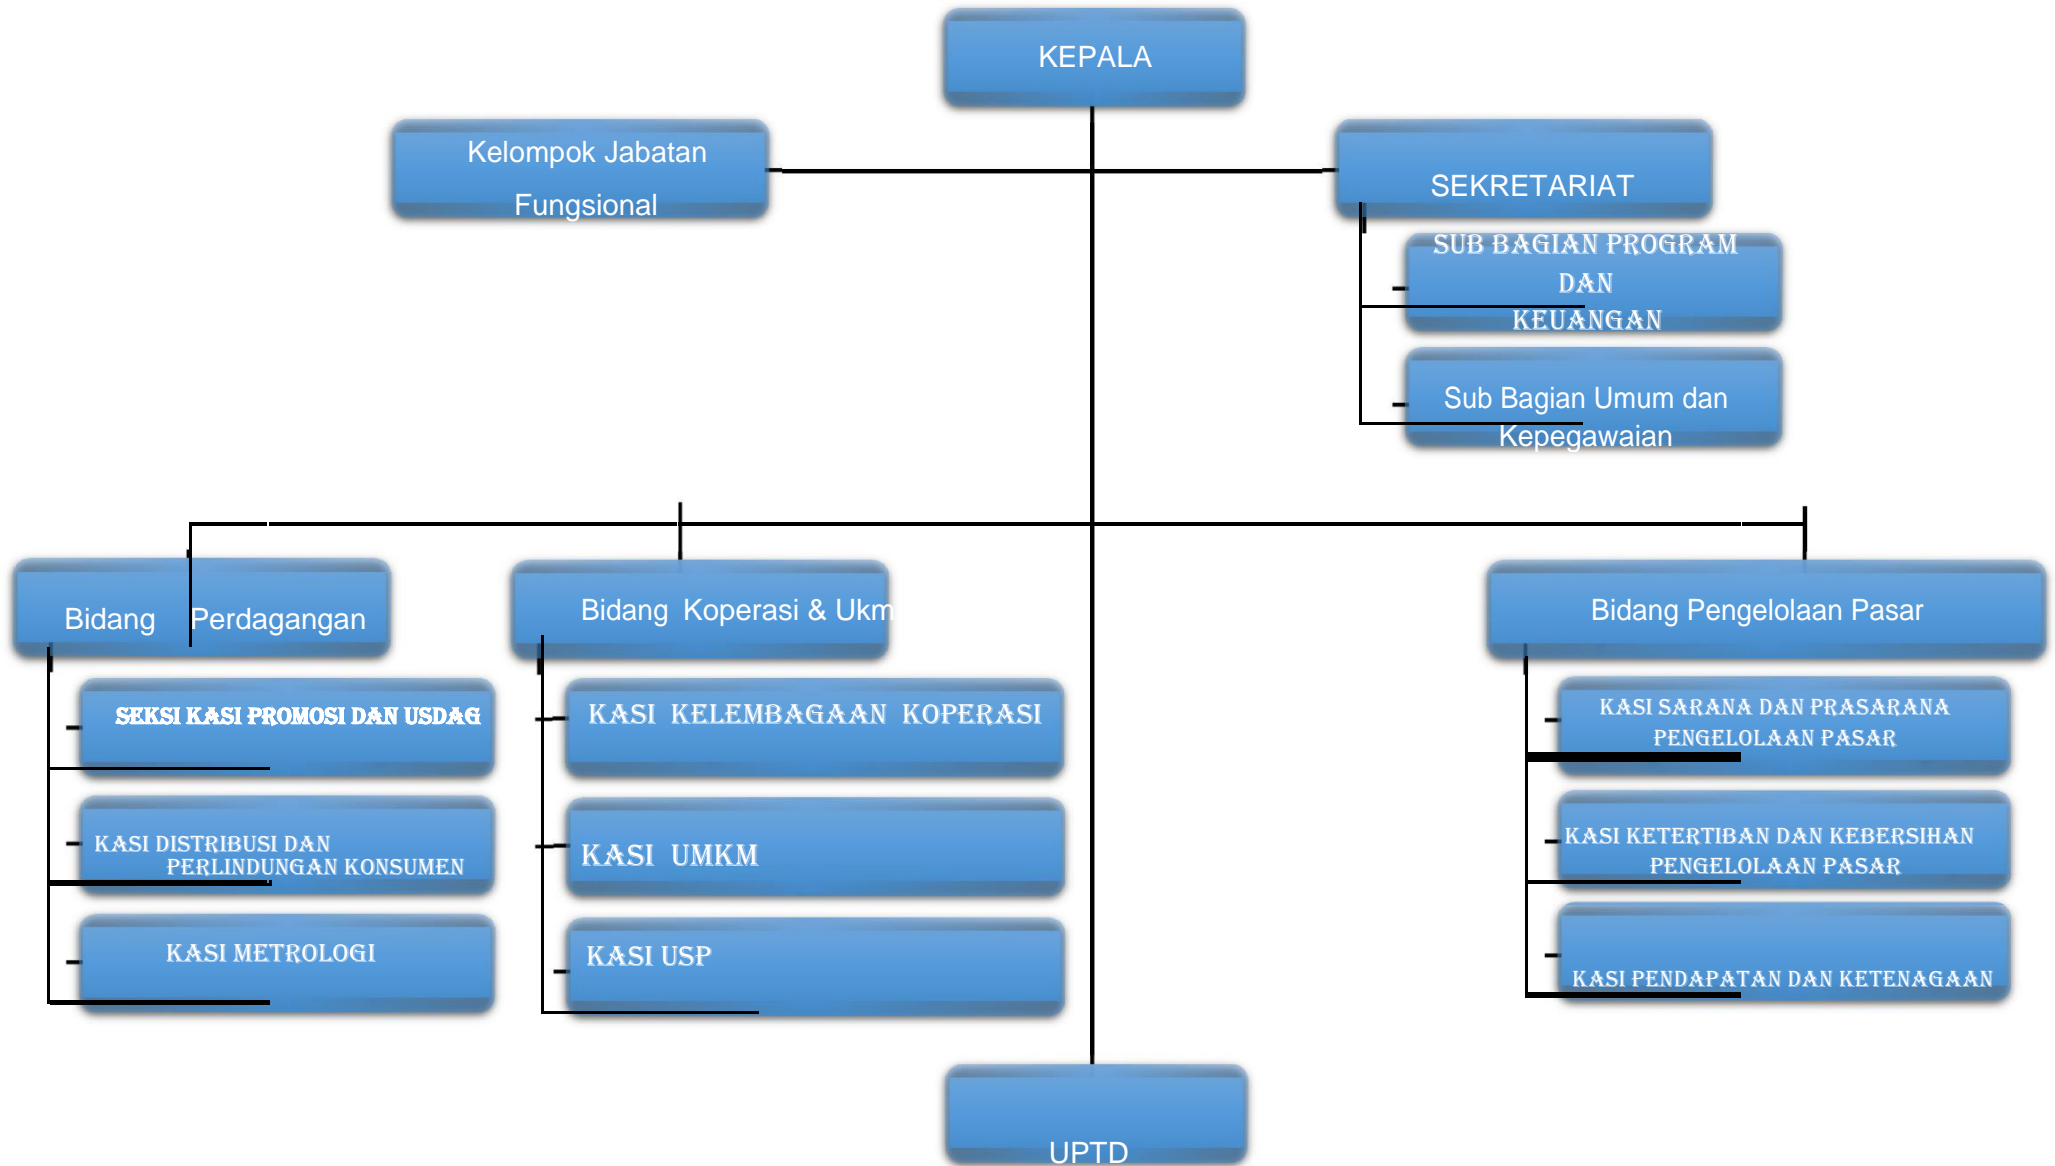 KEPALA
Kelompok Jabatan
Fungsional
SEKRETARIAT
SUB BAGIAN PROGRAM
DAN
KEUANGAN
Sub Bagian Umum dan
Kepegawaian
Bidang Perdagangan
SEKSI KASI PROMOSI DAN USDAG
KASI DISTRIBUSI DAN
PERLINDUNGAN KONSUMEN
KASI METROLOGI
Bidang Koperasi & Ukm
KASI KELEMBAGAAN KOPERASI
KASI UMKM
KASI USP
Bidang Pengelolaan Pasar
KASI SARANA DAN PRASARANA
PENGELOLAAN PASAR
KASI KETERTIBAN DAN KEBERSIHAN
PENGELOLAAN PASAR
KASI PENDAPATAN DAN KETENAGAAN
UPTD